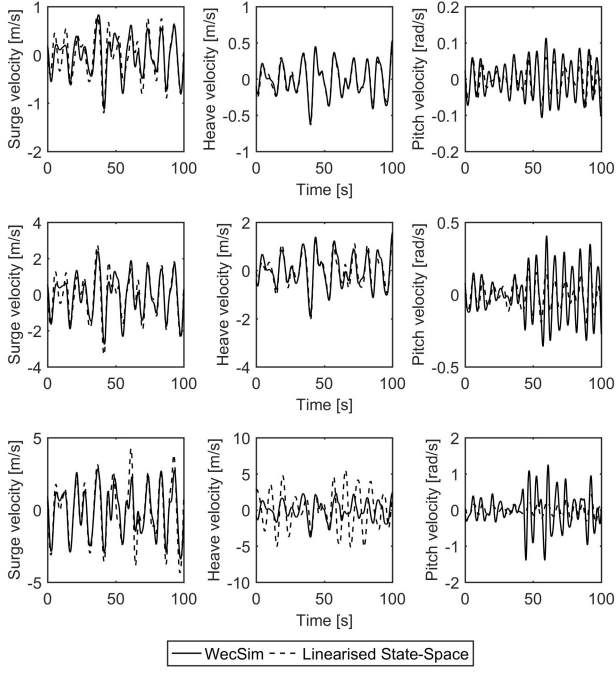 Surge velocity [m/s]
1
0
-1
-2
0 50 100
Heave velocity [m/s]
1
0.5
0
-0.5
-1
0 50 100
Time [s]
Pitch velocity [rad/s]
0.2
0.1
0
-0.1
-0.2
0 50 100
Surge velocity [m/s]
4
2
0
-2
-4
0 50 100
Heave velocity [m/s]
2
0
-2
-4
0 50 100
Time [s]
Pitch velocity [rad/s]
0.5
0
-0.5
0 50 100
Surge velocity [m/s]
5
0
-5
0 50 100
Heave velocity [m/s]
10
5
0
-5
-10
0 50 100
Time [s]
Pitch velocity [rad/s]
2
1
0
-1
-2
0 50 100
WecSim Linearised State-Space